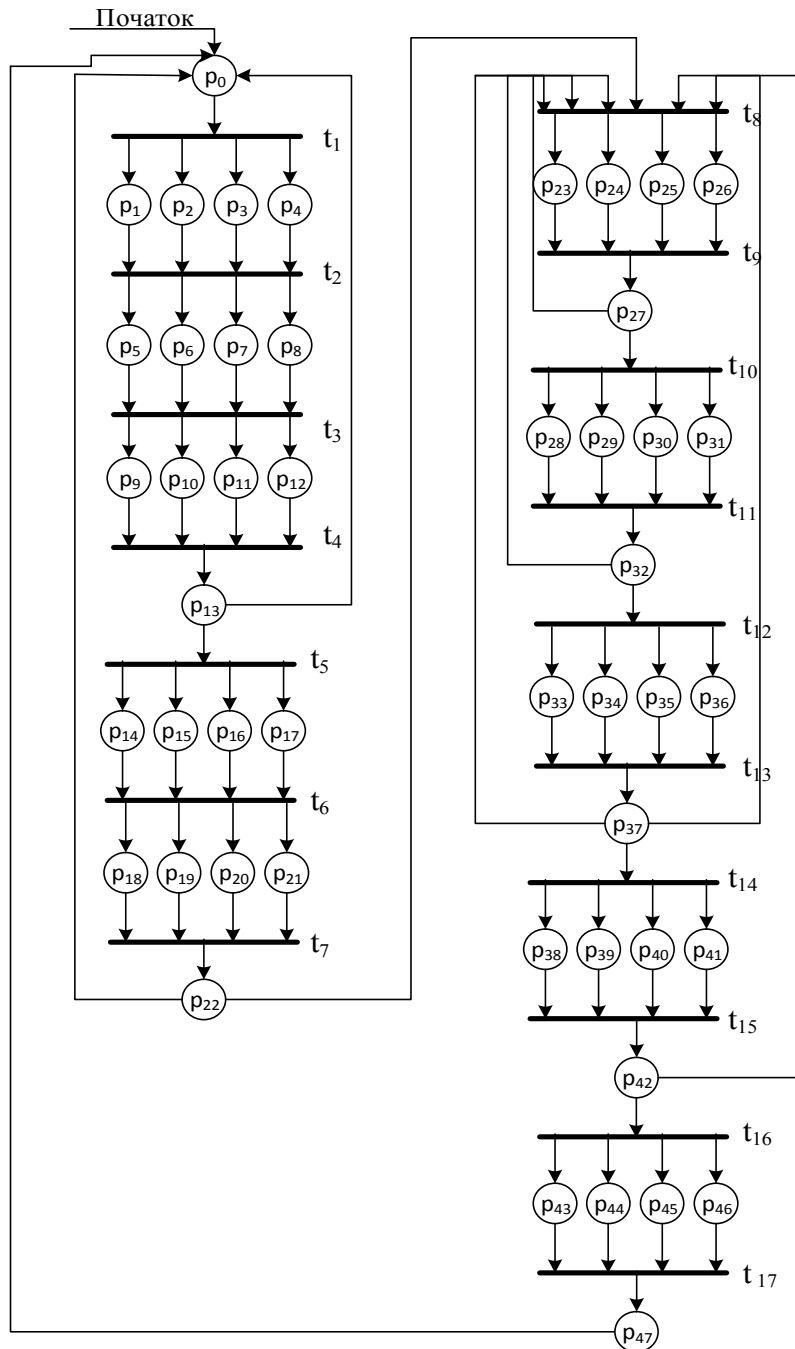 Початок
p₀
t₁
p₁ p₂ p₃ p₄
t₂
p₅ p₆ p₇ p₈
t₃
p₉ p₁₀ p₁₁ p₁₂
t₄
p₁₃
t₅
p₁₄ p₁₅ p₁₆ p₁₇
t₆
p₁₈ p₁₉ p₂₀ p₂₁
t₇
p₂₂
t₈
p₂₃ p₂₄ p₂₅ p₂₆
t₉
p₂₇
t₁₀
p₂₈ p₂₉ p₃₀ p₃₁
t₁₁
p₃₂
t₁₂
p₃₃ p₃₄ p₃₅ p₃₆
t₁₃
p₃₇
t₁₄
p₃₈ p₃₉ p₄₀ p₄₁
t₁₅
p₄₂
t₁₆
p₄₃ p₄₄ p₄₅ p₄₆
t₁₇
p₄₇